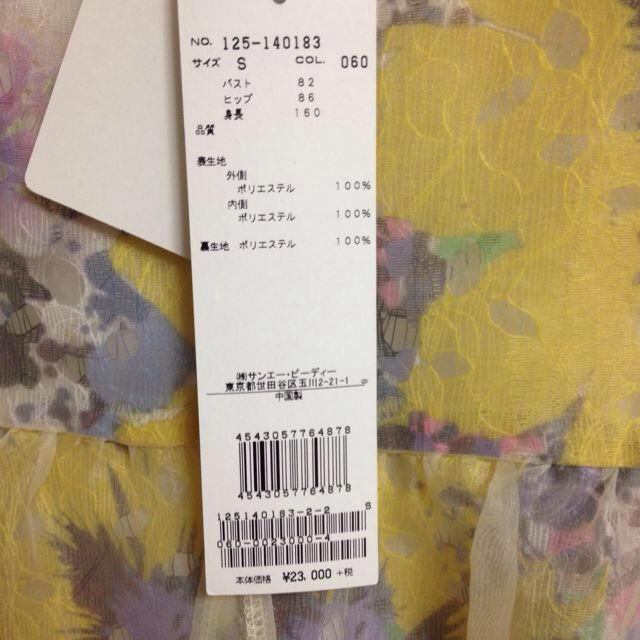 NO. 125-140183
サイズ S COL. 060
バスト 82
ヒップ 86
身長 160
品質
表生地
外側
ポリエステル 100%
内側
ポリエステル 100%
裏生地 ポリエステル 100%
㈱サンエー・ビーディー
東京都世田谷区玉川2-21-1
中国製
4543057764878
4543057764878
125140183-2-2 S
060-0023000-4
本体価格 ¥23,000 +税